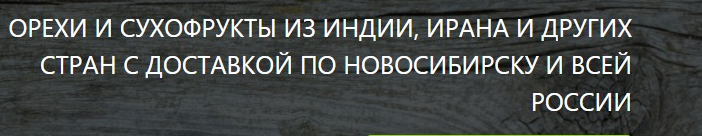 ОРЕХИ И СУХОФРУКТЫ ИЗ ИНДИИ, ИРАНА И ДРУГИХ
СТРАН С ДОСТАВКОЙ ПО НОВОСИБИРСКУ И ВСЕЙ
РОССИИ